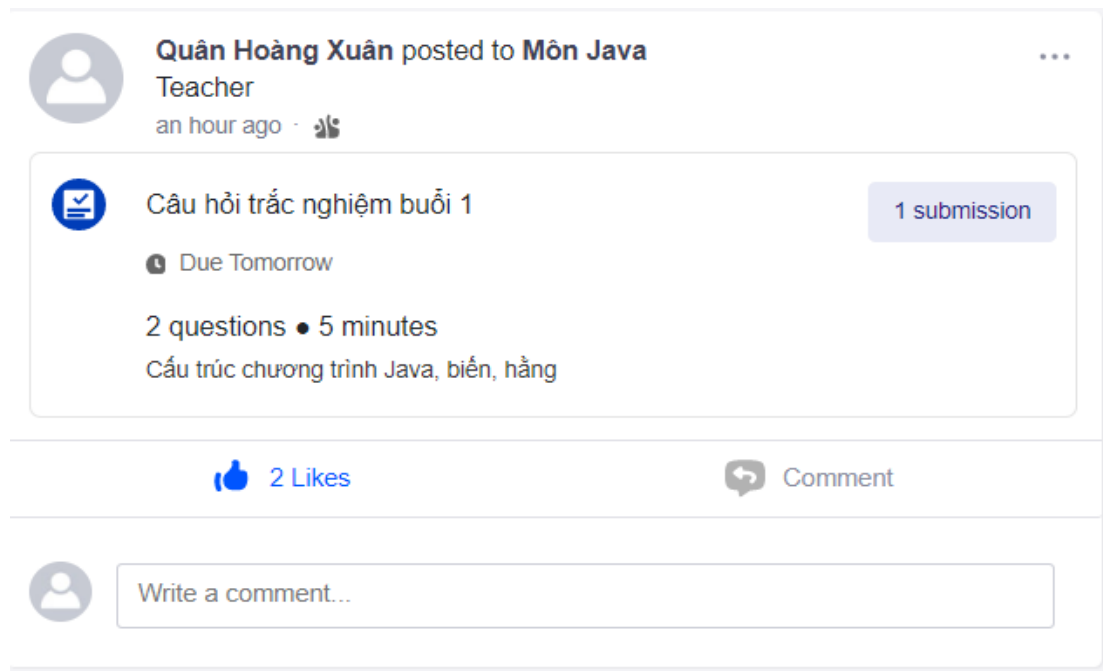 Quân Hoàng Xuân posted to Môn Java
Teacher
an hour ago ·
Câu hỏi trắc nghiệm buổi 1
1 submission
Due Tomorrow
2 questions ● 5 minutes
Cấu trúc chương trình Java, biến, hằng
2 Likes
Comment
Write a comment...